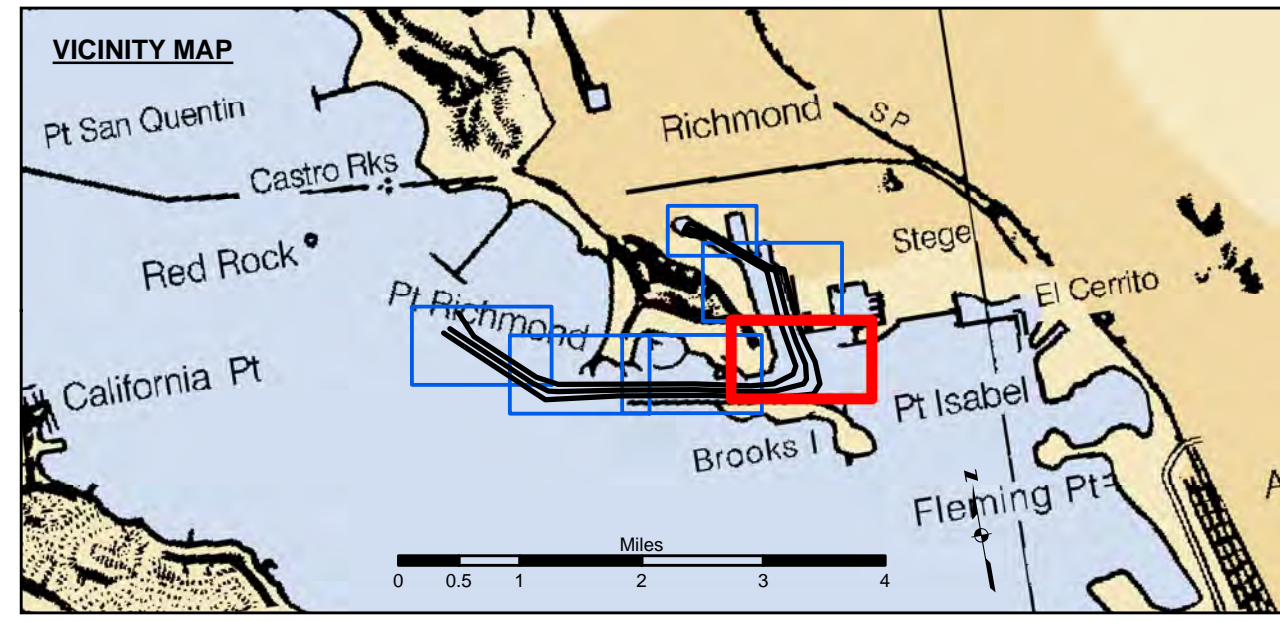 VICINITY MAP
Pt San Quentin
Richmond
S P
Castro Rks
Stege
Red Rock
El Cerrito
Pt Richmond
California Pt
Pt Isabel
Brooks I
Fleming Pt
A
N
Miles
0 0.5 1 2 3 4